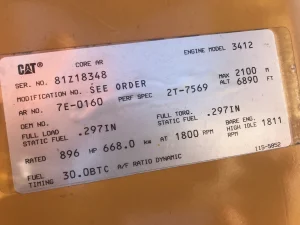 CAT CORE AR ENGINE MODEL 3412
SER. NO. 81Z18348
MODIFICATION NO. SEE ORDER MAX 2100 M
AR NO. 7E-0160 PERF SPEC 2T-7569 ALT 6890 FT
OEM NO.
FULL LOAD STATIC FUEL .297IN FULL TORQ. STATIC FUEL .297IN BARE ENG. HIGH IDLE RPM 1811
RATED 896 HP 668.0 kw AT 1800 RPM
FUEL TIMING 30.0BTC A/F RATIO DYNAMIC